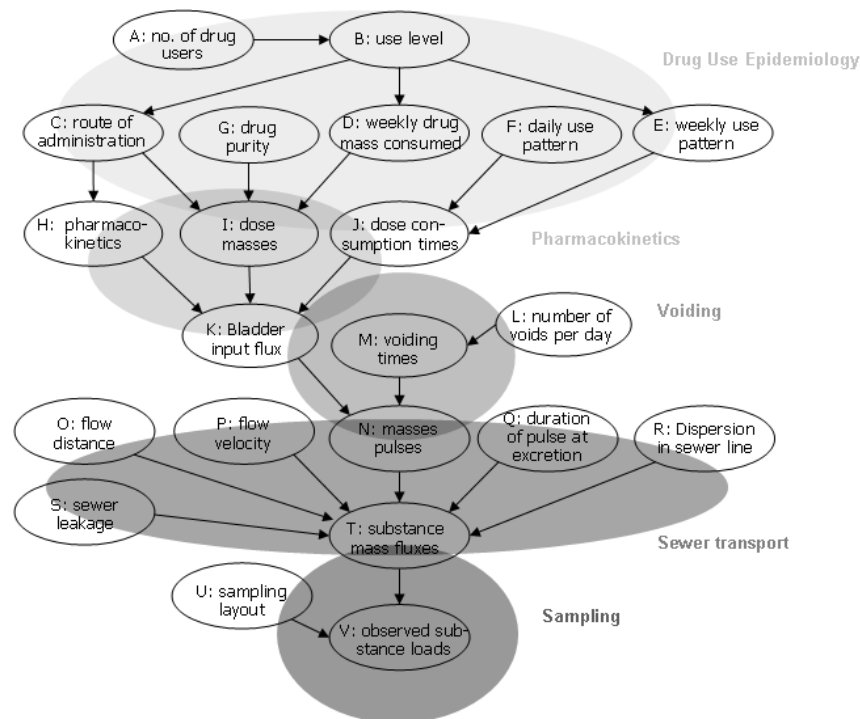 A: no. of drug
users
B: use level
Drug Use Epidemiology
C: route of
administration
G: drug
purity
D: weekly drug
mass consumed
F: daily use
pattern
E: weekly use
pattern
H: pharmaco-
kinetics
I: dose
masses
J: dose con-
sumption times
Pharmacokinetics
K: Bladder
input flux
M: voiding
times
L: number of
voids per day
Voiding
O: flow
distance
P: flow
velocity
N: masses
pulses
Q: duration
of pulse at
excretion
R: Dispersion
in sewer line
S: sewer
leakage
T: substance
mass fluxes
Sewer transport
U: sampling
layout
V: observed sub-
stance loads
Sampling